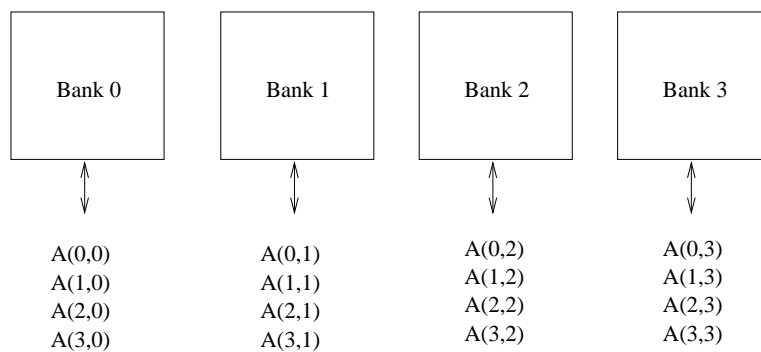 Bank 0
Bank 1
Bank 2
Bank 3
A(0,0)
A(1,0)
A(2,0)
A(3,0)
A(0,1)
A(1,1)
A(2,1)
A(3,1)
A(0,2)
A(1,2)
A(2,2)
A(3,2)
A(0,3)
A(1,3)
A(2,3)
A(3,3)